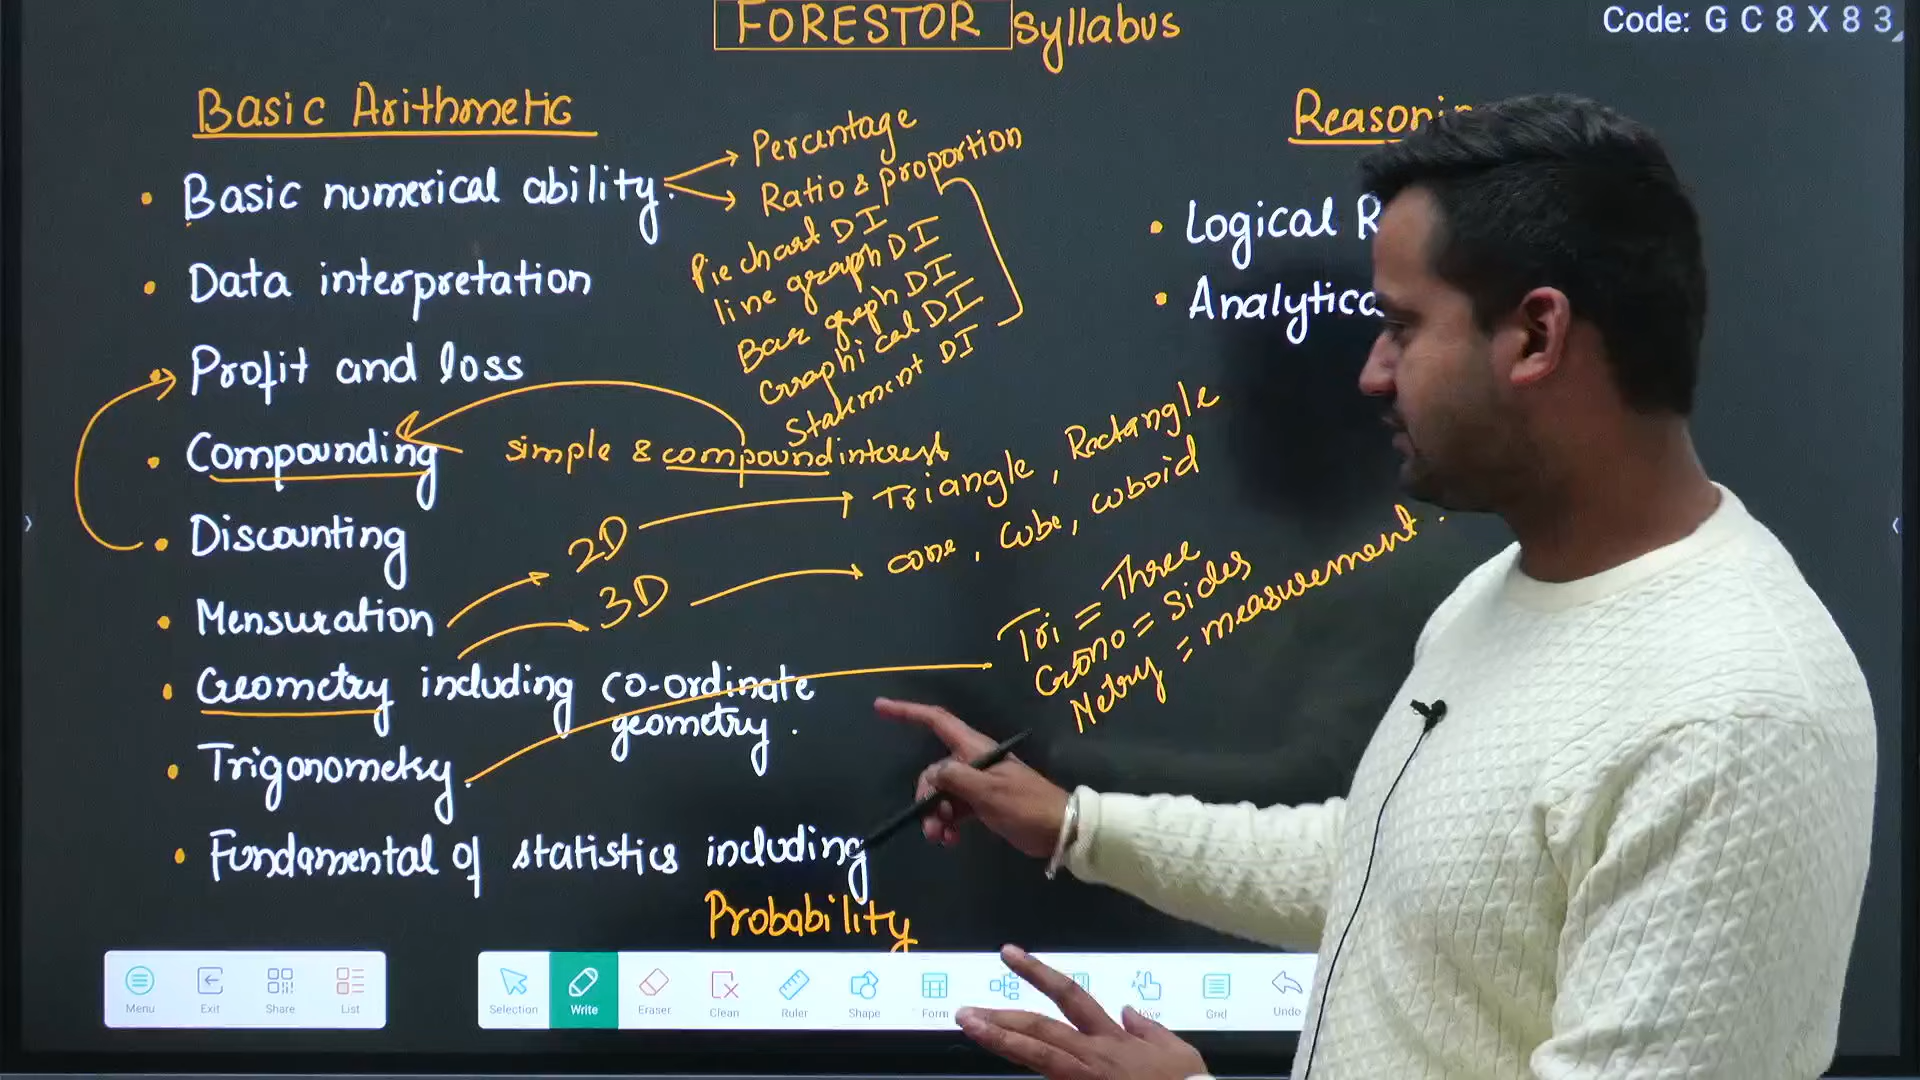 FORESTOR syllabus
Code: G C 8 X 8 3
Basic Arithmetic
• Basic numerical ability.
Percentage
Ratio & proportion
• Data interpretation
Pie chart DI
line graph DI
Bar graph DI
Graphical DI
Statement DI
• Profit and loss
• Compounding
simple & compound interest
• Discounting
• Mensuration
2D
Triangle, Rectangle
3D
cone, cube, cuboid
• Geometry including co-ordinate
geometry.
• Trigonometry.
Tri = Three
Gono = Sides
Metry = measurement.
• Fundamental of statistics including
Probability
Reasoni
• Logical R
• Analytica
Menu Exit Share List
Selection Write Eraser Clean Ruler Shape Form Grid Undo